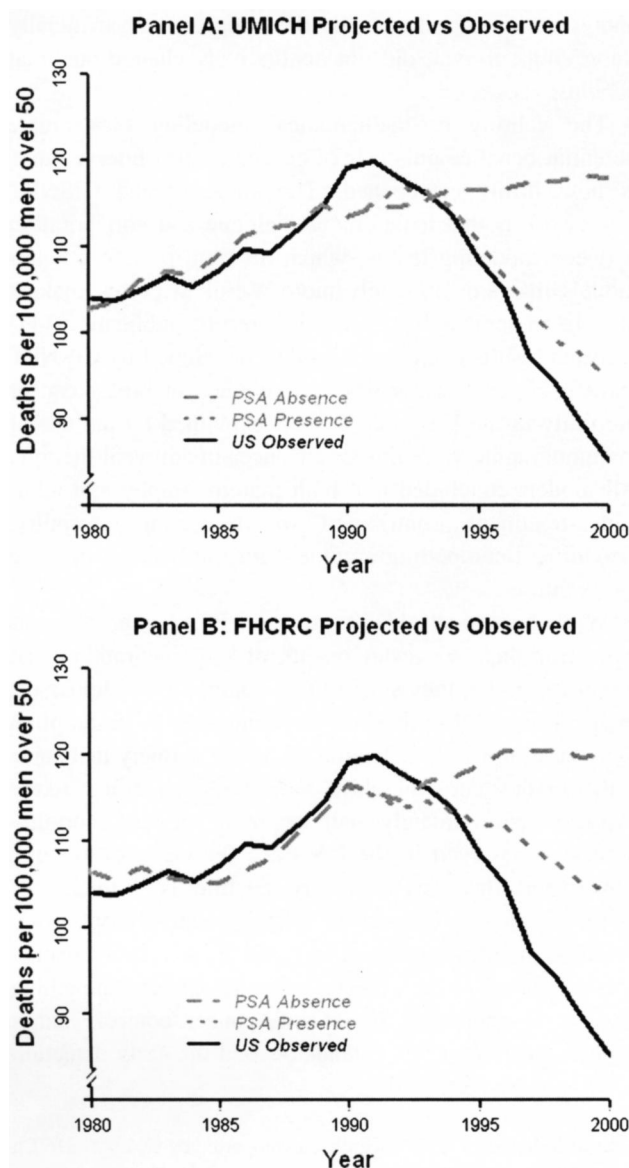 Panel A: UMICH Projected vs Observed
130
120
110
100
90
Deaths per 100,000 men over 50
PSA Absence
PSA Presence
US Observed
1980 1985 1990 1995 2000
Year
Panel B: FHCRC Projected vs Observed
130
120
110
100
90
Deaths per 100,000 men over 50
PSA Absence
PSA Presence
US Observed
1980 1985 1990 1995 2000
Year